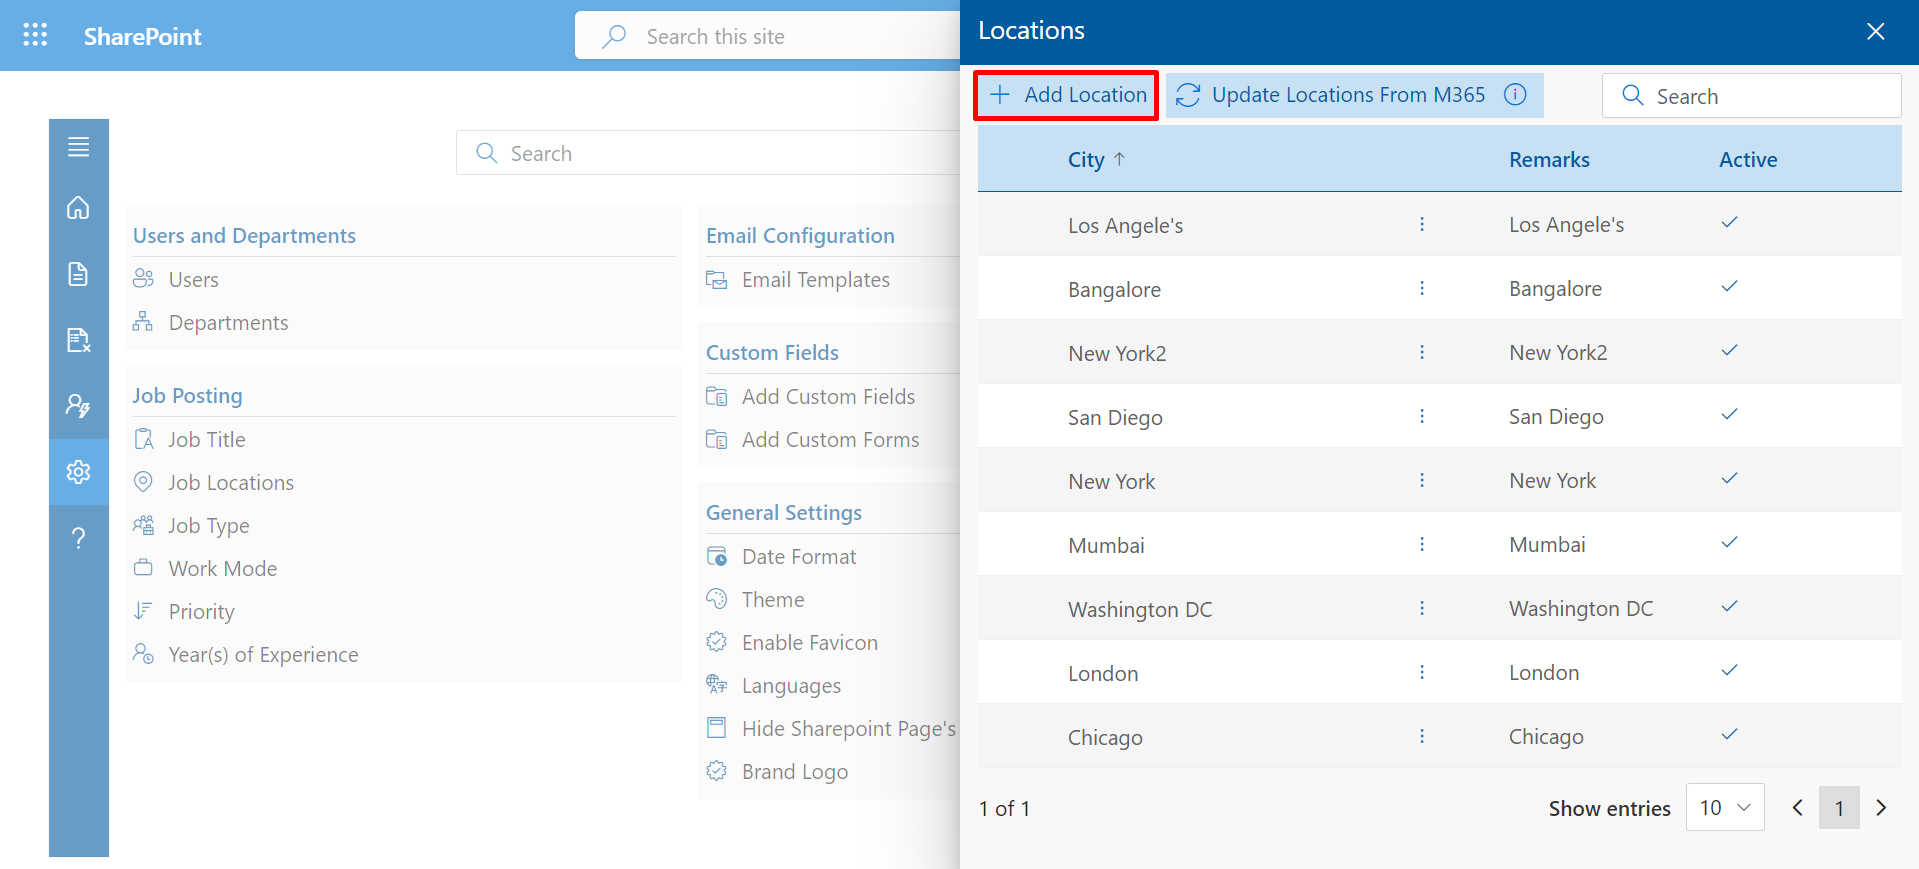 SharePoint
Search this site
Search
Users and Departments
Users
Departments
Job Posting
Job Title
Job Locations
Job Type
Work Mode
Priority
Year(s) of Experience
Email Configuration
Email Templates
Custom Fields
Add Custom Fields
Add Custom Forms
General Settings
Date Format
Theme
Enable Favicon
Languages
Hide Sharepoint Page's
Brand Logo
Locations
Add Location
Update Locations From M365
Search
City Remarks Active
Los Angele's Los Angele's
Bangalore Bangalore
New York2 New York2
San Diego San Diego
New York New York
Mumbai Mumbai
Washington DC Washington DC
London London
Chicago Chicago
1 of 1
Show entries 10 1